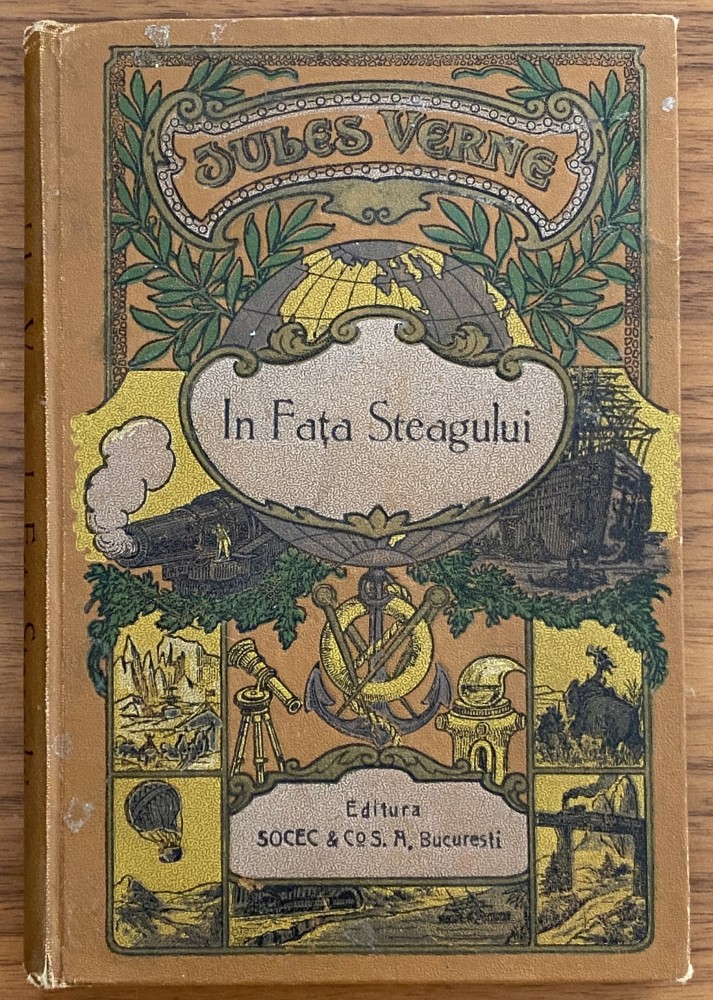 JULES VERNE
In Fața Steagului
Editura
SOCEC & Co S. A. Bucuresti